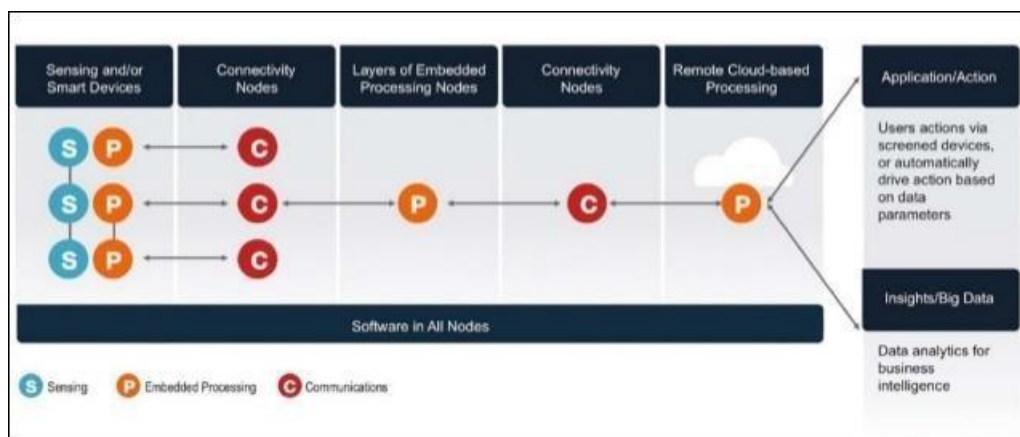 Sensing and/or
Smart Devices
Connectivity
Nodes
Layers of Embedded
Processing Nodes
Connectivity
Nodes
Remote Cloud-based
Processing
Application/Action
S P C
S P C P C P
S P C
Users actions via
screened devices,
or automatically
drive action based
on data
parameters
Insights/Big Data
Data analytics for
business
intelligence
Software in All Nodes
S Sensing
P Embedded Processing
C Communications